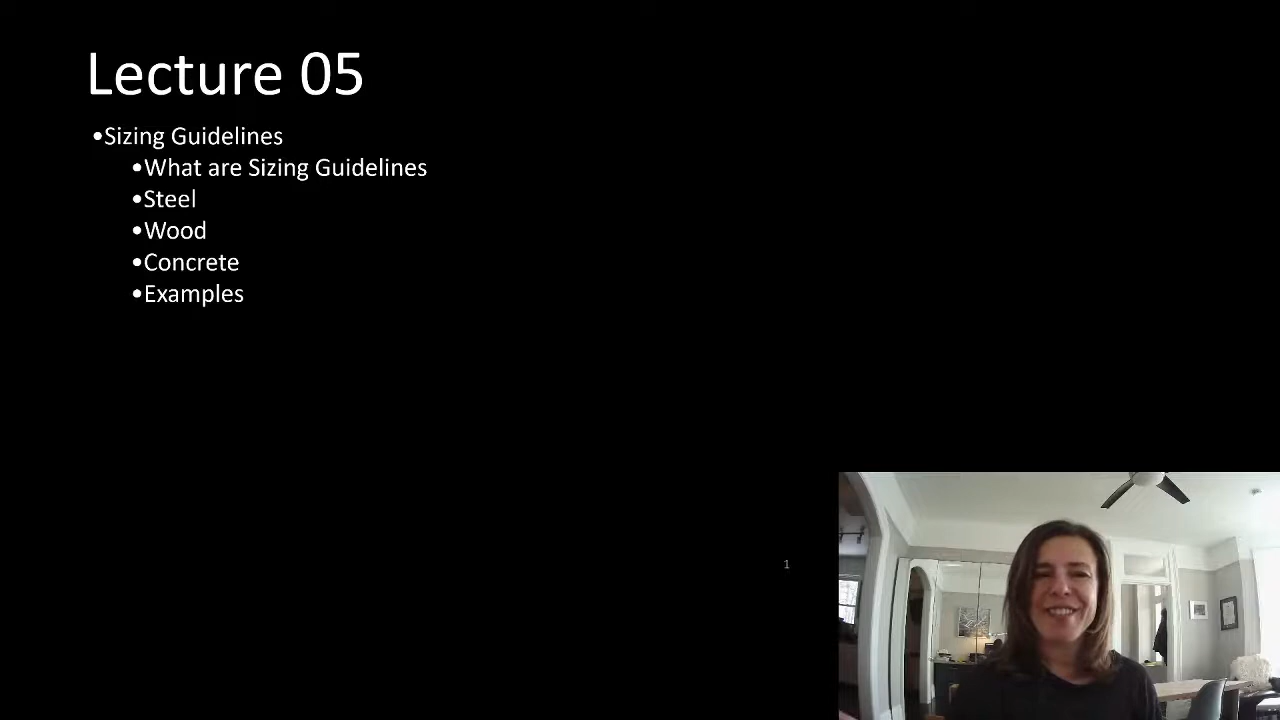 Lecture 05
•Sizing Guidelines
•What are Sizing Guidelines
•Steel
•Wood
•Concrete
•Examples
1